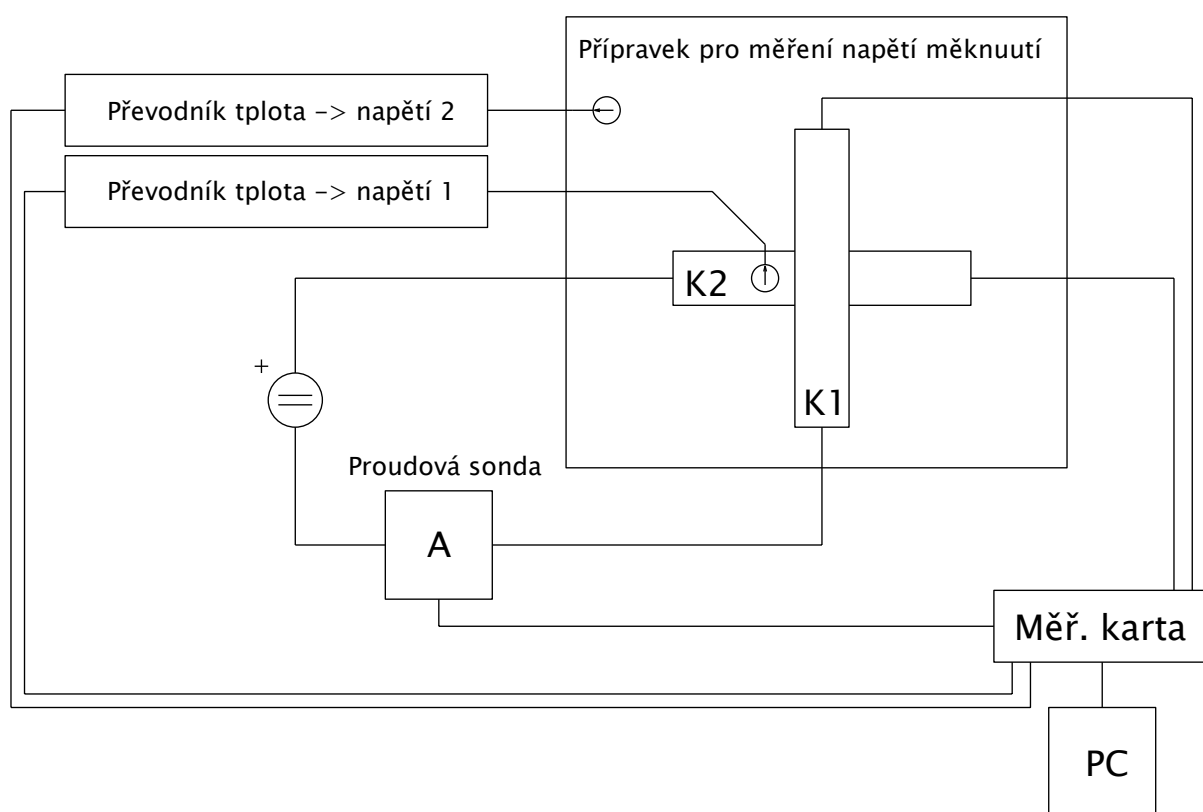 Přípravek pro měření napětí měknuutí
Převodník tplota -> napětí 2
Převodník tplota -> napětí 1
K2
K1
+
Proudová sonda
A
Měř. karta
PC